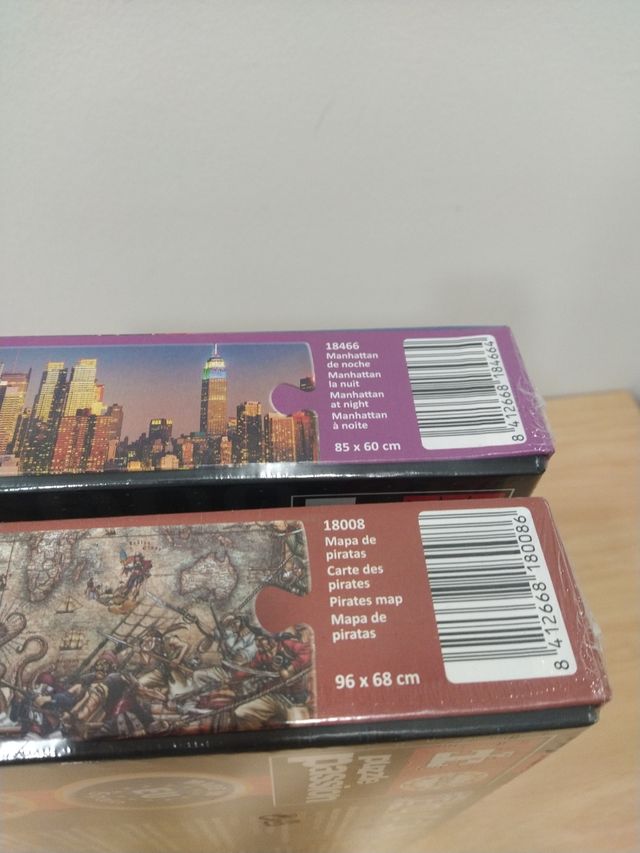 18466
Manhattan
de noche
Manhattan
la nuit
Manhattan
at night
Manhattan
à noite
85 x 60 cm
8 412668 184664
18008
Mapa de
piratas
Carte des
pirates
Pirates map
Mapa de
piratas
96 x 68 cm
8 412668 180086
puzzle
passion